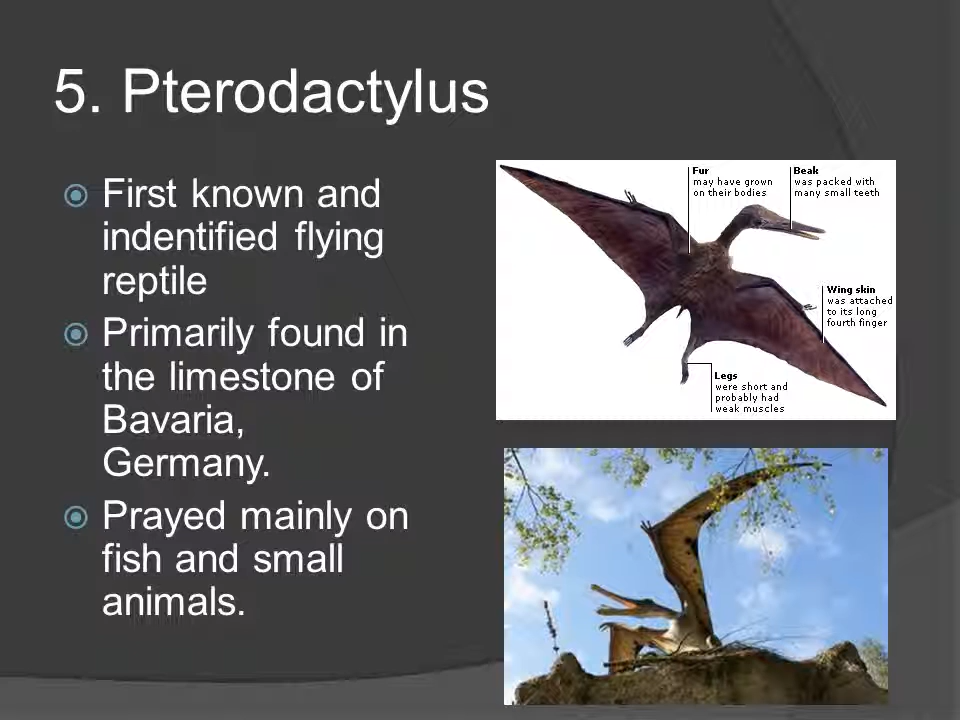 5. Pterodactylus
First known and
indentified flying
reptile
Primarily found in
the limestone of
Bavaria,
Germany.
Prayed mainly on
fish and small
animals.
Fur
may have grown
on their bodies
Beak
was packed with
many small teeth
Wing skin
was attached
to its long
fourth finger
Legs
were short and
probably had
weak muscles